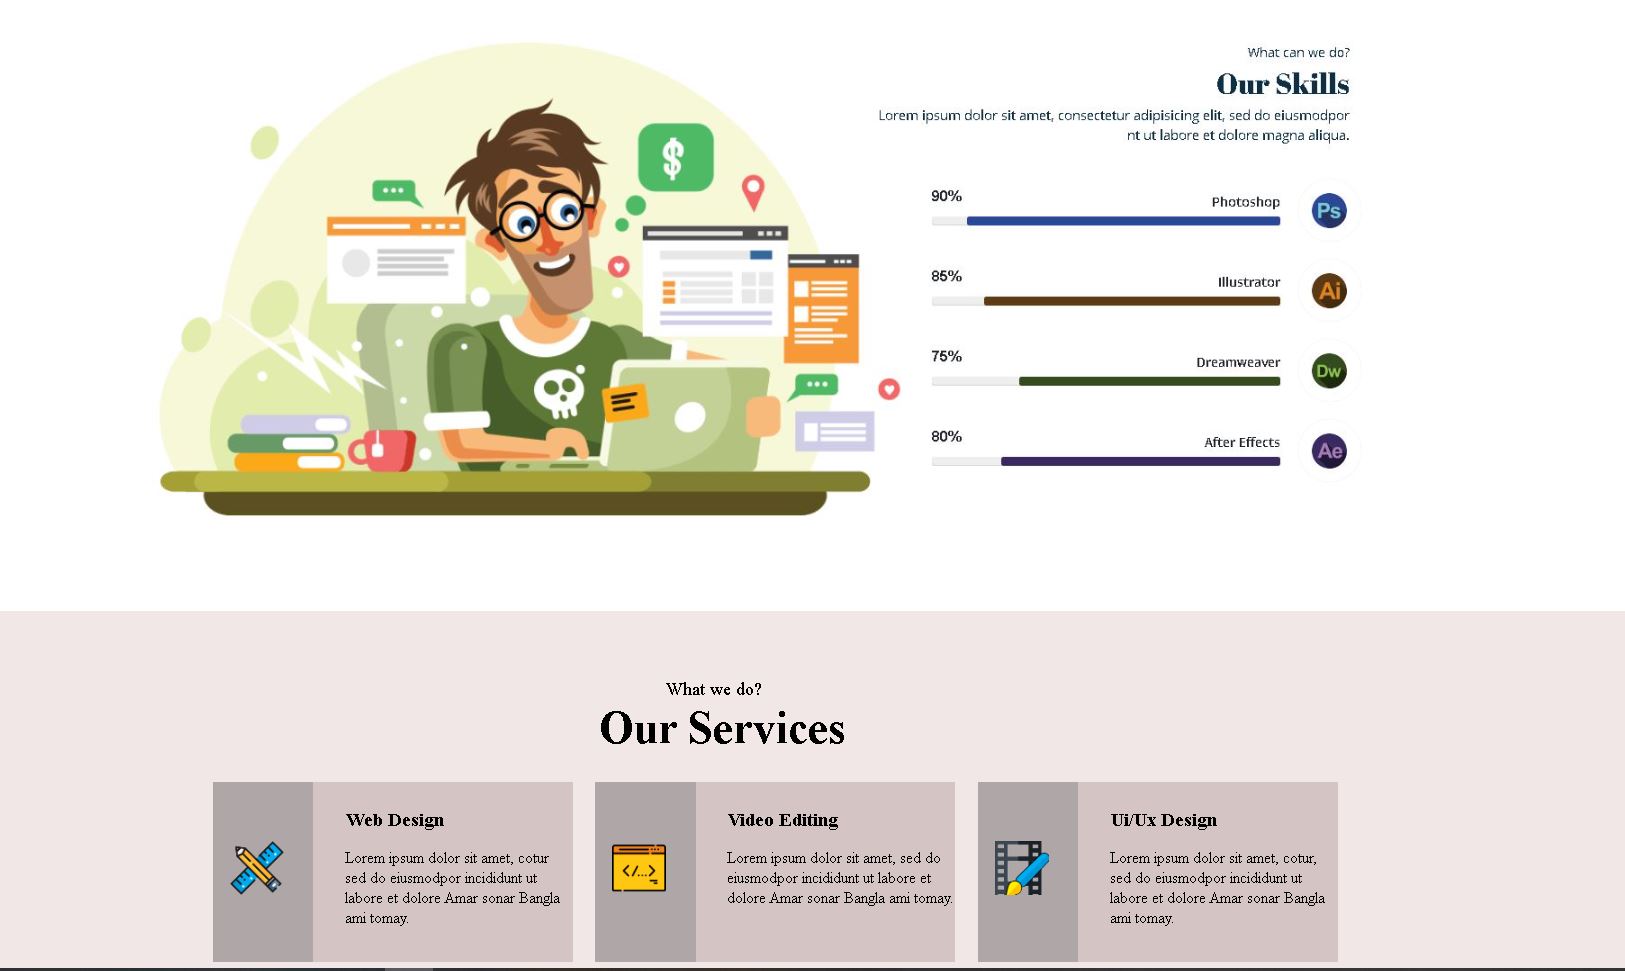 What can we do?
Our Skills
Lorem ipsum dolor sit amet, consectetur adipisicing elit, sed do eiusmodpor
nt ut labore et dolore magna aliqua.
$
90%
Photoshop
Ps
85%
Illustrator
Ai
75%
Dreamweaver
Dw
80%
After Effects
Ae
What we do?
Our Services
Web Design
Lorem ipsum dolor sit amet, cotur
sed do eiusmodpor incididunt ut
labore et dolore Amar sonar Bangla
ami tomay.
</...>
Video Editing
Lorem ipsum dolor sit amet, sed do
eiusmodpor incididunt ut labore et
dolore Amar sonar Bangla ami tomay.
Ui/Ux Design
Lorem ipsum dolor sit amet, cotur,
sed do eiusmodpor incididunt ut
labore et dolore Amar sonar Bangla
ami tomay.